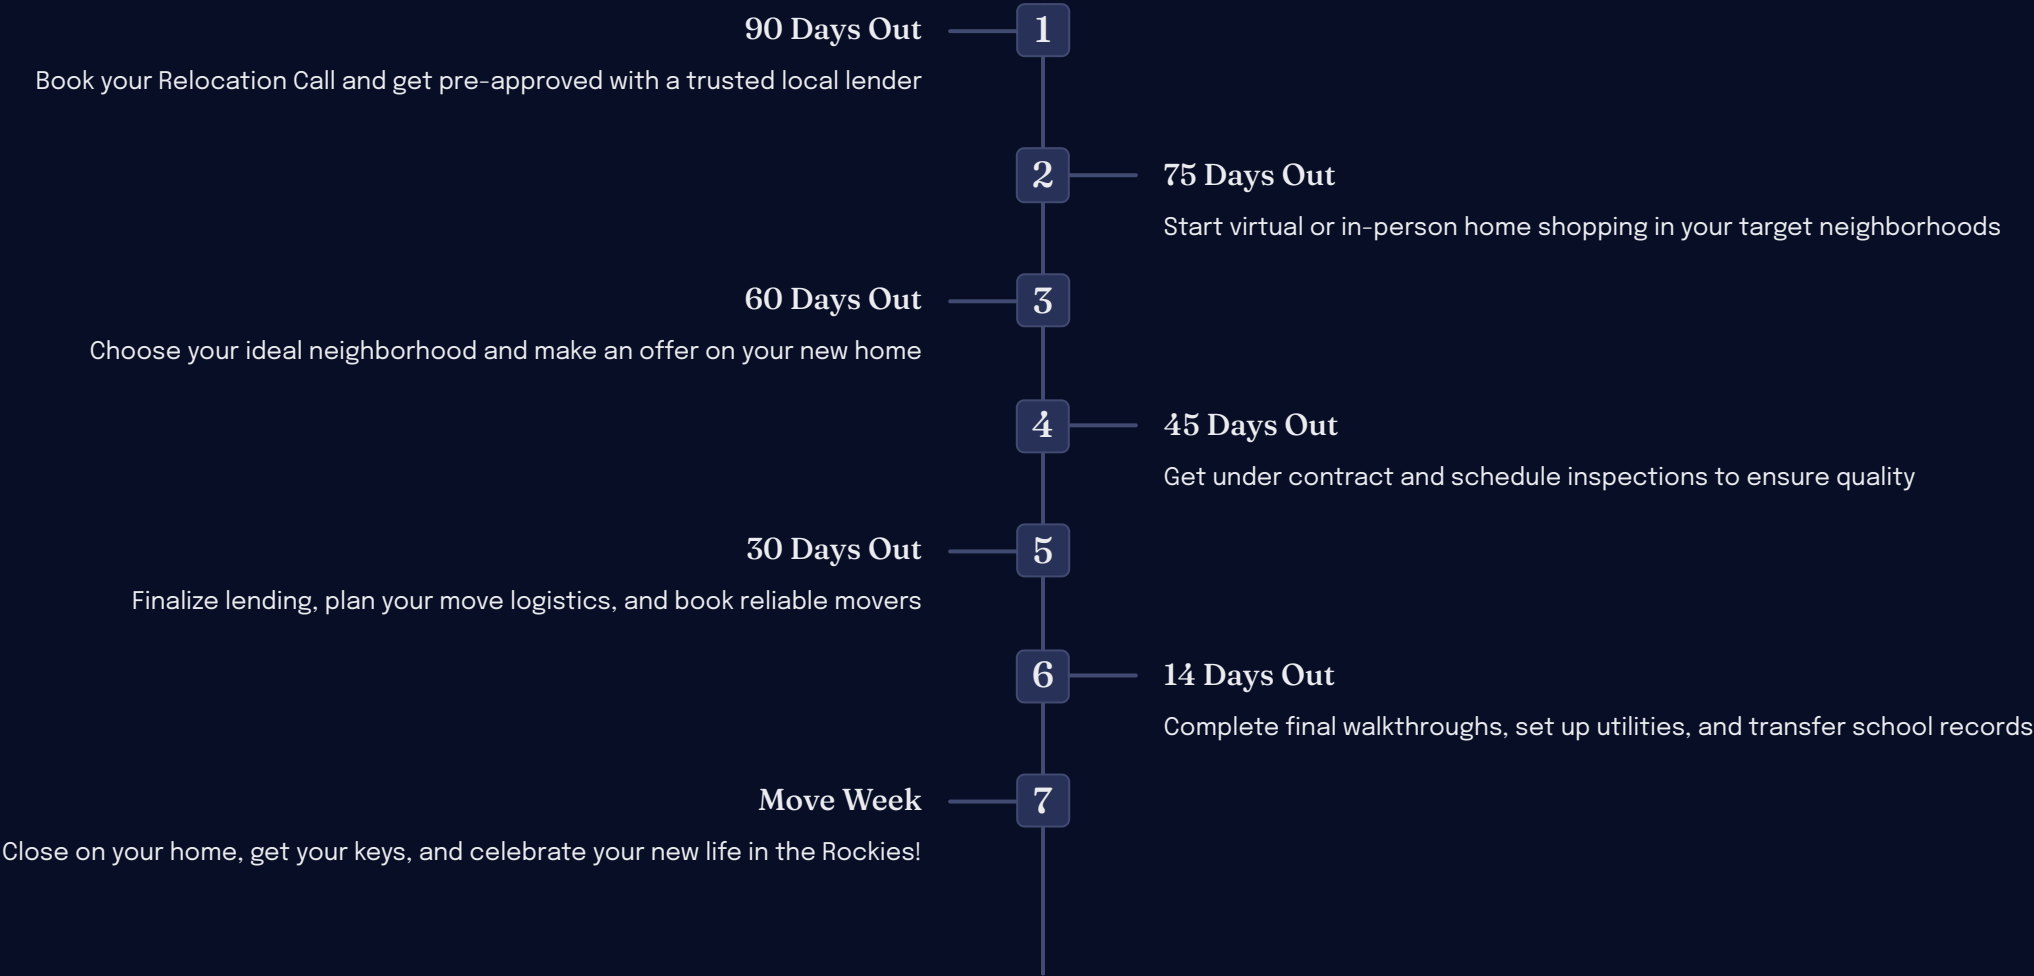 90 Days Out
1
Book your Relocation Call and get pre-approved with a trusted local lender
2
75 Days Out
Start virtual or in-person home shopping in your target neighborhoods
60 Days Out
3
Choose your ideal neighborhood and make an offer on your new home
4
45 Days Out
Get under contract and schedule inspections to ensure quality
30 Days Out
5
Finalize lending, plan your move logistics, and book reliable movers
6
14 Days Out
Complete final walkthroughs, set up utilities, and transfer school records
Move Week
7
Close on your home, get your keys, and celebrate your new life in the Rockies!